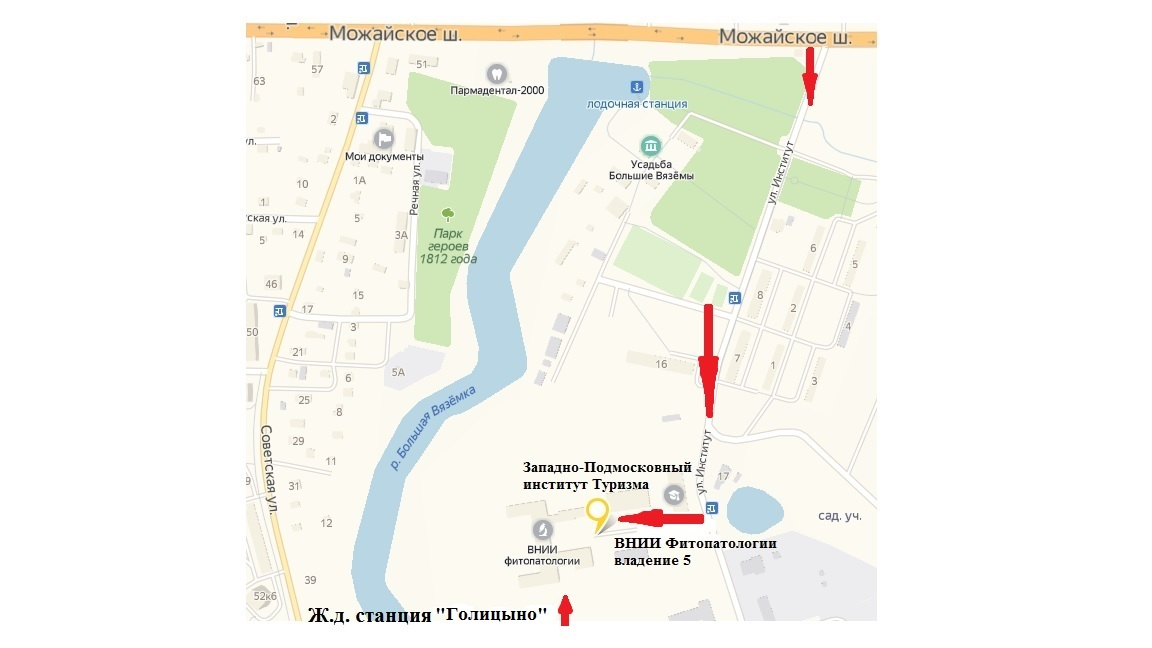 Можайское ш.
Можайское ш.
57
51
63
Пармадентал-2000
лодочная станция
2
ул.
Мои документы
Усадьба
Большие Вязёмы
ул. Институт
10
1А
Речная ул.
1
ская ул.
5
14
3А
5
Парк
героев
1812 года
6
9
5
46
15
8
17
2
3
4
50
21
16
7
1
5А
6
3
25
8
р. Большая Вязёмка
29
Советская ул.
11
ул. Институт
Западно-Подмосковный
институт Туризма
17
31
12
сад. уч.
ВНИИ
фитопатологии
ВНИИ Фитопатологии
владение 5
39
52к6
Ж.д. станция "Голицыно"